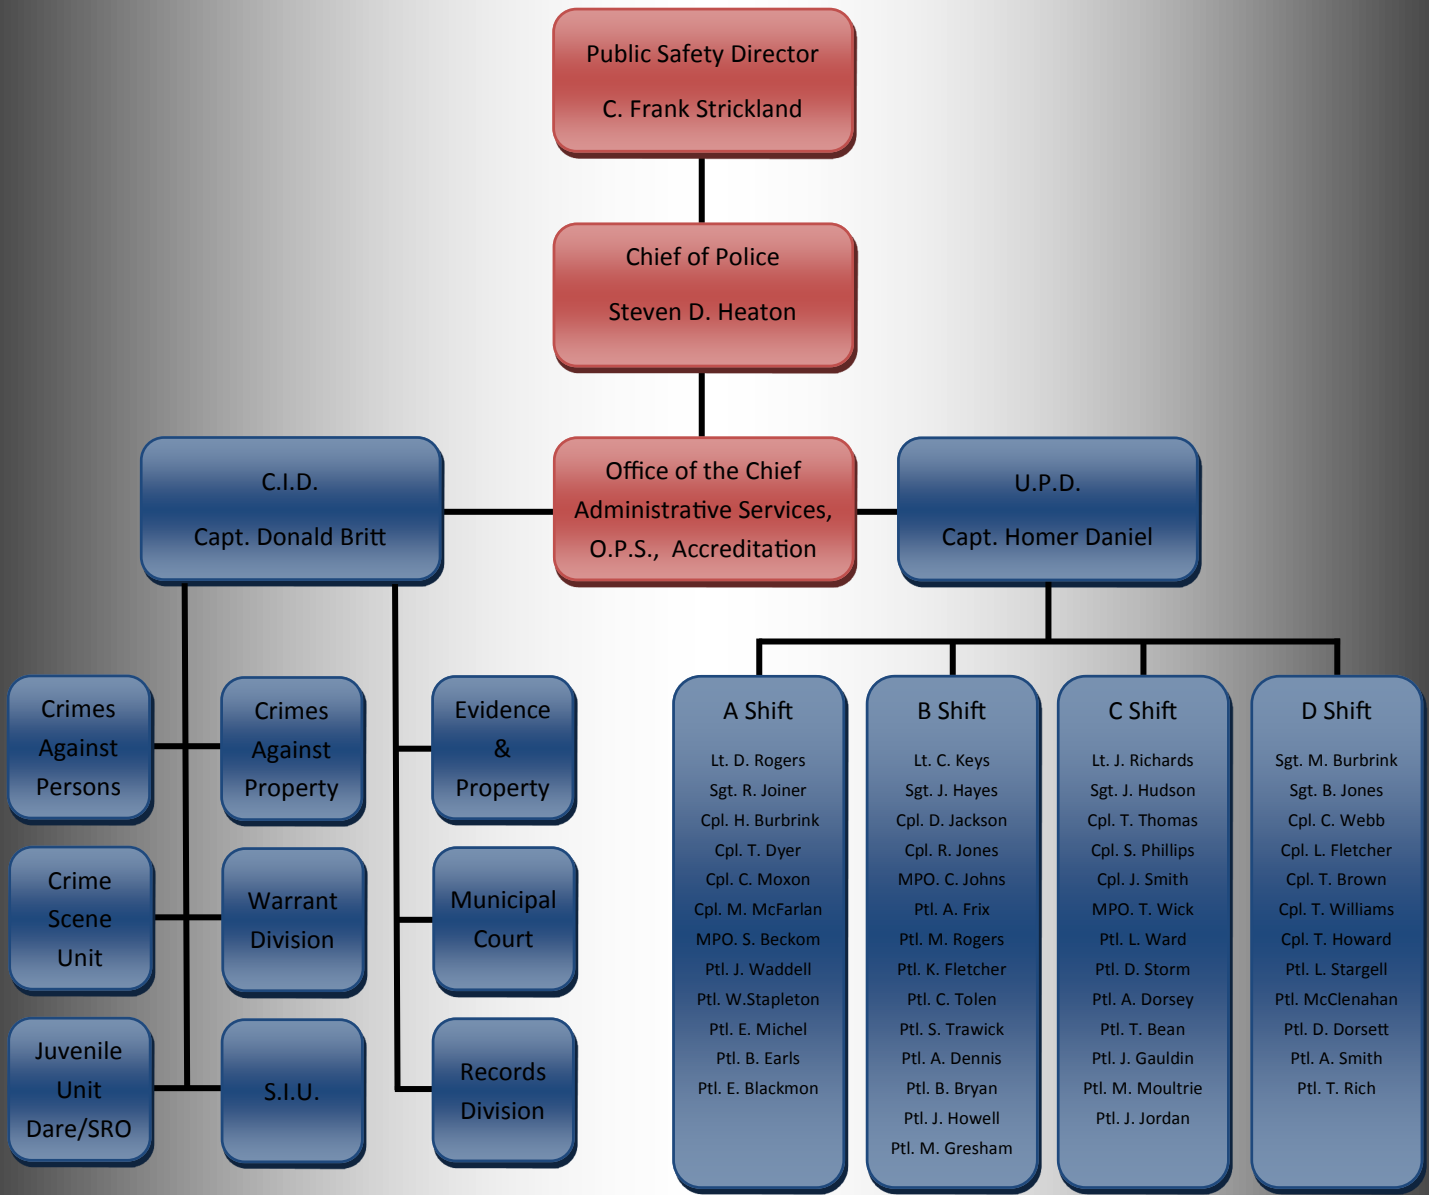 Public Safety Director
C. Frank Strickland
Chief of Police
Steven D. Heaton
C.I.D.
Capt. Donald Britt
Office of the Chief
Administrative Services,
O.P.S., Accreditation
U.P.D.
Capt. Homer Daniel
Crimes
Against
Persons
Crimes
Against
Property
Evidence
&
Property
Crime
Scene
Unit
Warrant
Division
Municipal
Court
Juvenile
Unit
Dare/SRO
S.I.U.
Records
Division
A Shift
Lt. D. Rogers
Sgt. R. Joiner
Cpl. H. Burbrink
Cpl. T. Dyer
Cpl. C. Moxon
Cpl. M. McFarlan
MPO. S. Beckom
Ptl. J. Waddell
Ptl. W.Stapleton
Ptl. E. Michel
Ptl. B. Earls
Ptl. E. Blackmon
B Shift
Lt. C. Keys
Sgt. J. Hayes
Cpl. D. Jackson
Cpl. R. Jones
MPO. C. Johns
Ptl. A. Frix
Ptl. M. Rogers
Ptl. K. Fletcher
Ptl. C. Tolen
Ptl. S. Trawick
Ptl. A. Dennis
Ptl. B. Bryan
Ptl. J. Howell
Ptl. M. Gresham
C Shift
Lt. J. Richards
Sgt. J. Hudson
Cpl. T. Thomas
Cpl. S. Phillips
Cpl. J. Smith
MPO. T. Wick
Ptl. L. Ward
Ptl. D. Storm
Ptl. A. Dorsey
Ptl. T. Bean
Ptl. J. Gauldin
Ptl. M. Moultrie
Ptl. J. Jordan
D Shift
Sgt. M. Burbrink
Sgt. B. Jones
Cpl. C. Webb
Cpl. L. Fletcher
Cpl. T. Brown
Cpl. T. Williams
Cpl. T. Howard
Ptl. L. Stargell
Ptl. McClenahan
Ptl. D. Dorsett
Ptl. A. Smith
Ptl. T. Rich